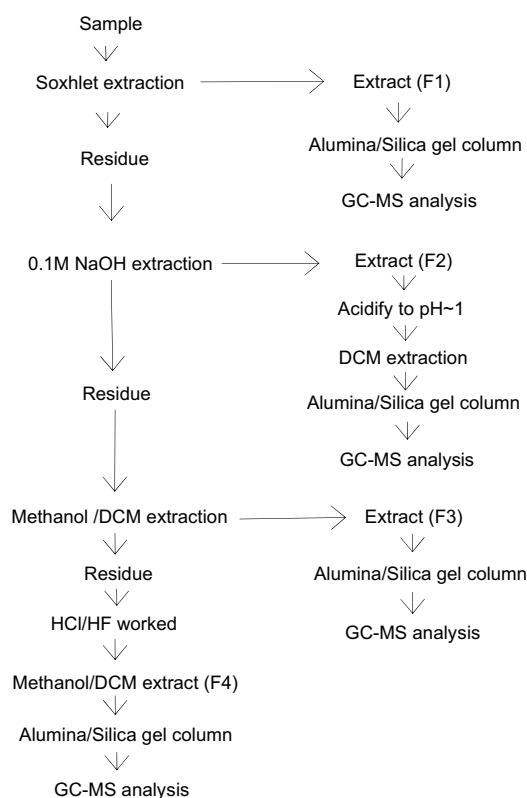 Sample
Soxhlet extraction
Extract (F1)
Alumina/Silica gel column
GC-MS analysis
Residue
0.1M NaOH extraction
Extract (F2)
Acidify to pH~1
DCM extraction
Alumina/Silica gel column
GC-MS analysis
Residue
Methanol /DCM extraction
Extract (F3)
Alumina/Silica gel column
GC-MS analysis
Residue
HCl/HF worked
Methanol/DCM extract (F4)
Alumina/Silica gel column
GC-MS analysis